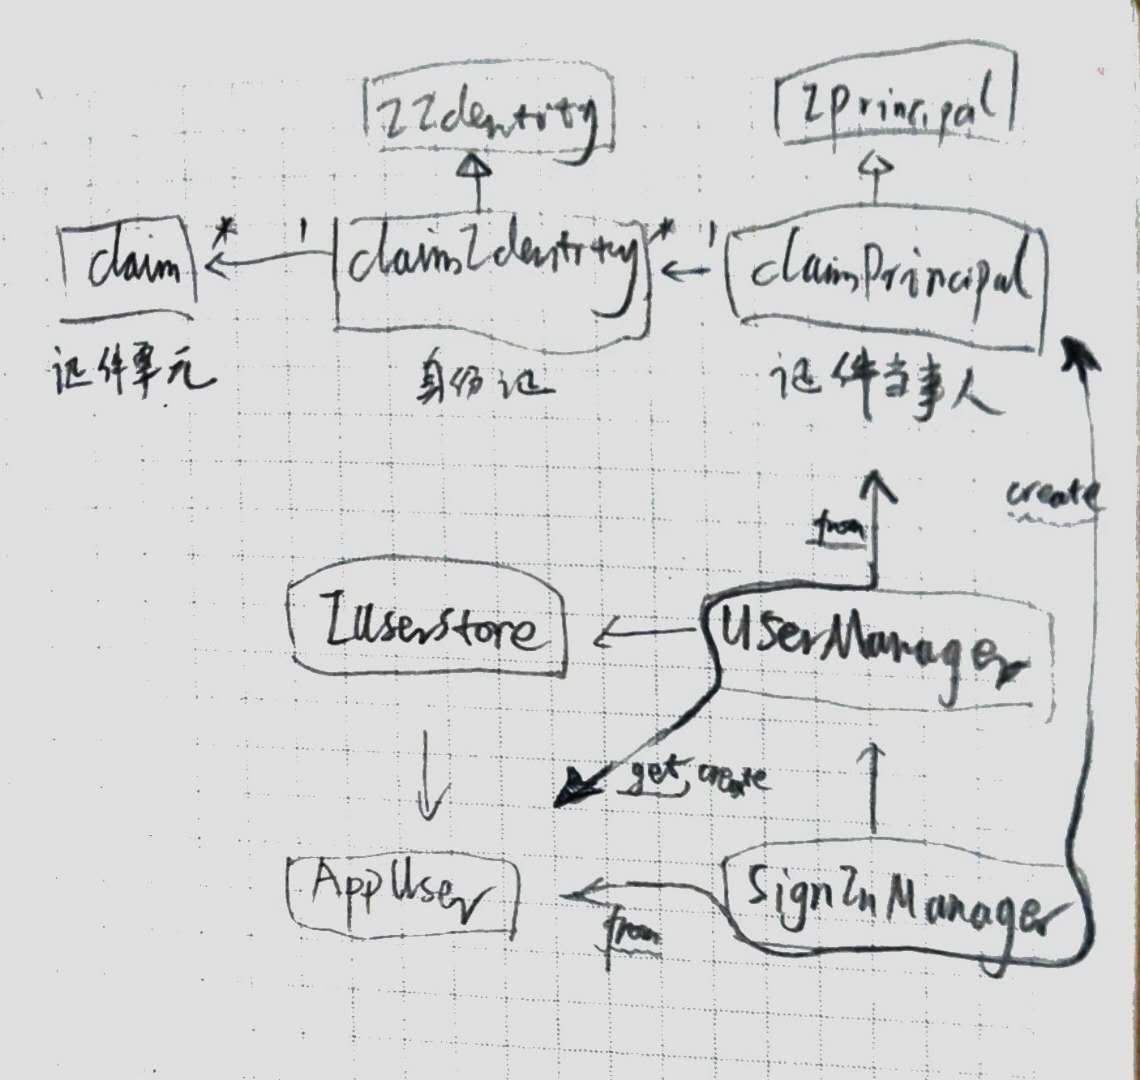 IIdentity
IPrincipal
claim
*
1
claimIdentity
*
1
claimPrincipal
证件单元
身份证
证件当事人
create
from
IUserStore
UserManager
get, create
AppUser
SignInManager
from